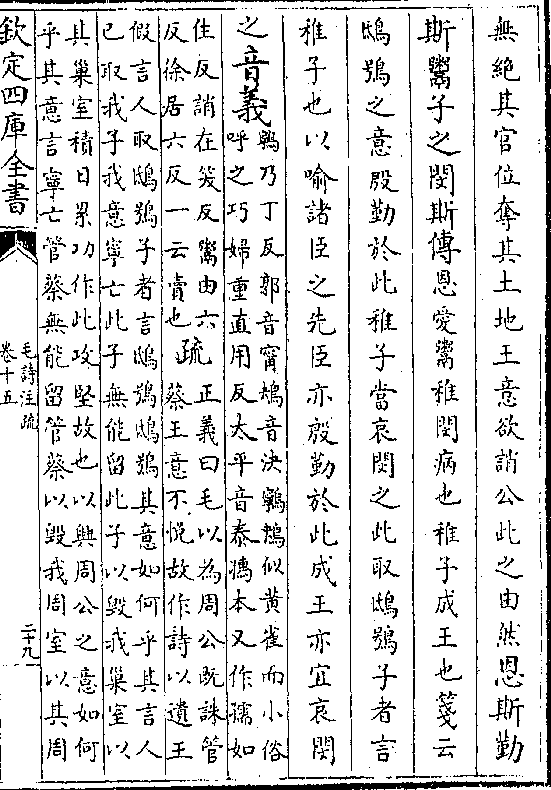 無絕其官位奪其土地王意欲誚公此之由然恩斯勤
斯鬻子之閔斯傳恩愛鬻稚閔病也稚子成王也箋云
鴟鴞之意殷勤於此稚子當哀閔之此取鴟鴞子者言
稚子也以喻諸臣之先臣亦殷勤於此成王亦宜哀閔
之音義
鸋乃丁反郭音甯鴂音決鸋鴂似黃雀而小俗
呼之巧婦重直用反太平音泰本又作孺如
住反誚在笑反鬻由六
反徐居六反一云賣也
疏
正義曰毛以為周公既誅管
蔡王意不悅故作詩以遺王
假言人取鴟鴞子者言鴟鴞鴟鴞其意如何乎其言人
已取我子我意寧亡此子無能留此子以毀我巢室以
其巢室積日累功作此攻堅故也以興周公之意如何
乎其意言寧亡管蔡無能留管蔡以毀我周室以其周
欽定四庫全書
毛詩注疏
卷十五
二十九